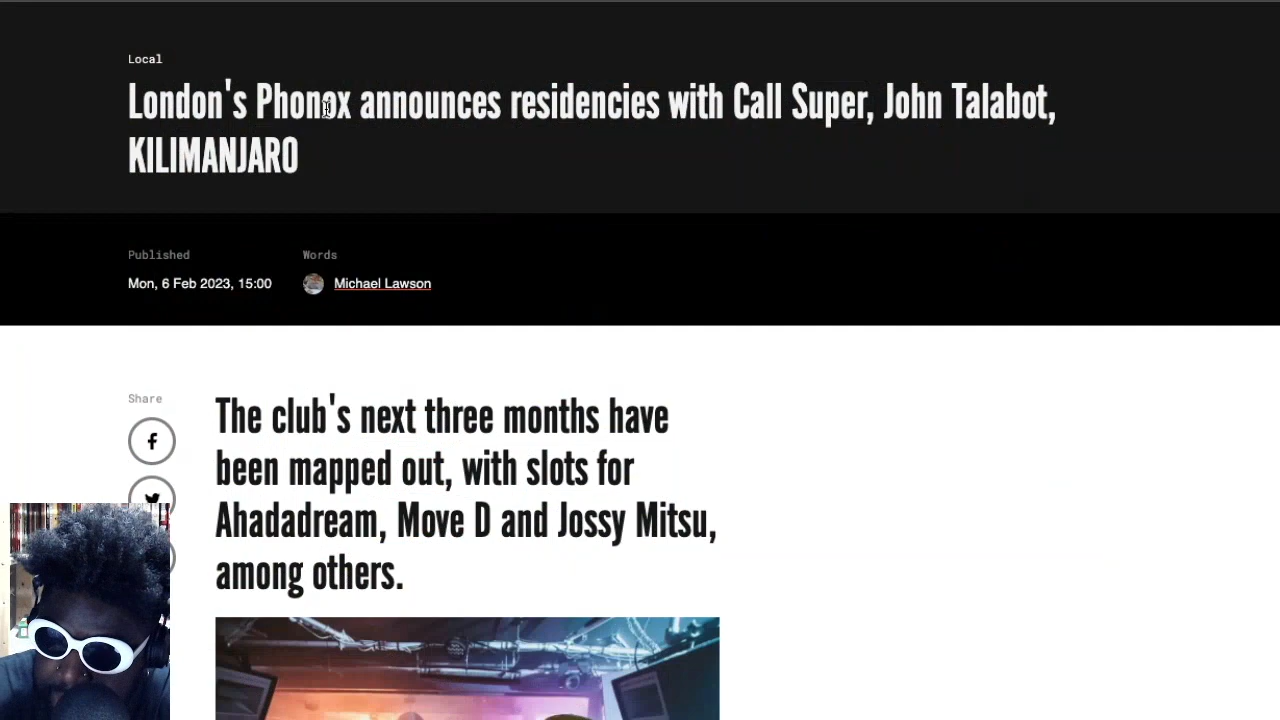 Local
London's Phonox announces residencies with Call Super, John Talabot,
KILIMANJARO
Published
Words
Mon, 6 Feb 2023, 15:00
Michael Lawson
Share
The club's next three months have
been mapped out, with slots for
Ahadadream, Move D and Jossy Mitsu,
among others.